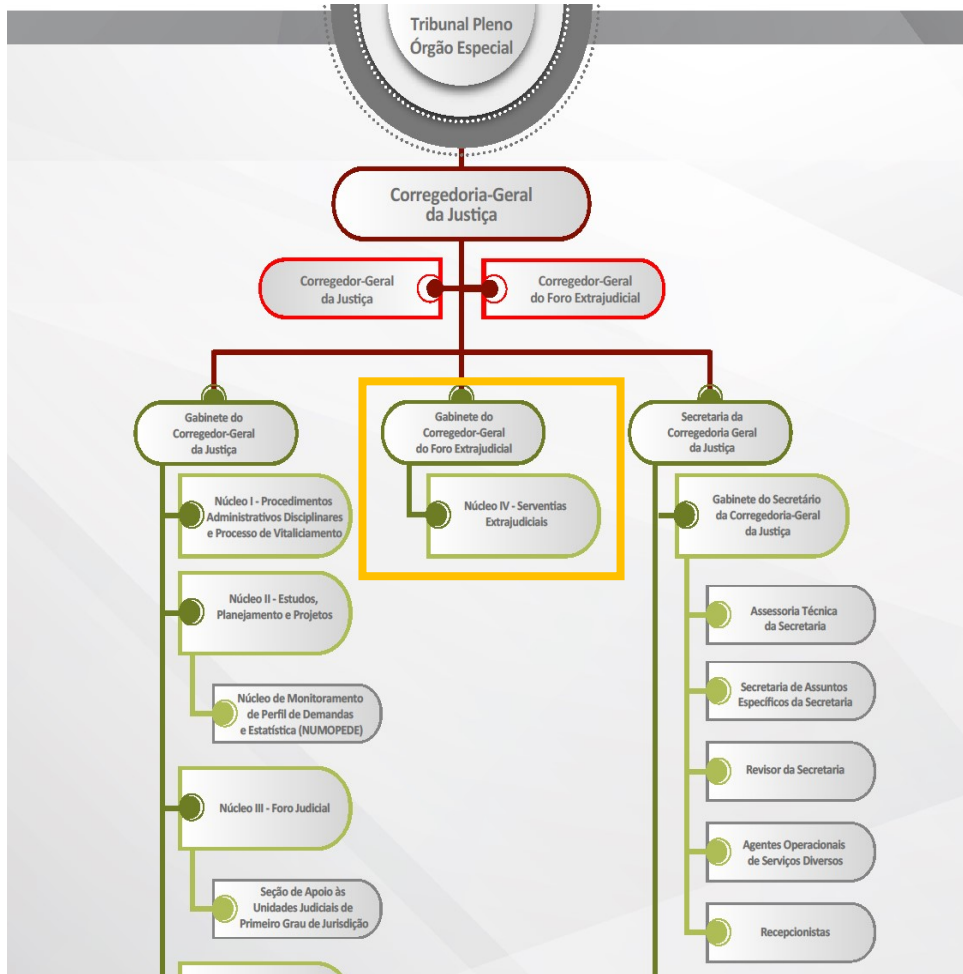 Tribunal Pleno
Órgão Especial
Corregedoria-Geral
da Justiça
Corregedor-Geral
da Justiça
Corregedor-Geral
do Foro Extrajudicial
Gabinete do
Corregedor-Geral
da Justiça
Núcleo I - Procedimentos
Administrativos Disciplinares
e Processo de Vitaliciamento
Núcleo II - Estudos,
Planejamento e Projetos
Núcleo de Monitoramento
de Perfil de Demandas
e Estatística (NUMOPEDE)
Núcleo III - Foro Judicial
Seção de Apoio às
Unidades Judiciais de
Primeiro Grau de Jurisdição
Gabinete do
Corregedor-Geral
do Foro Extrajudicial
Núcleo IV - Serventias
Extrajudiciais
Secretaria da
Corregedoria Geral
da Justiça
Gabinete do Secretário
da Corregedoria-Geral
da Justiça
Assessoria Técnica
da Secretaria
Secretaria de Assuntos
Específicos da Secretaria
Revisor da Secretaria
Agentes Operacionais
de Serviços Diversos
Recepcionistas